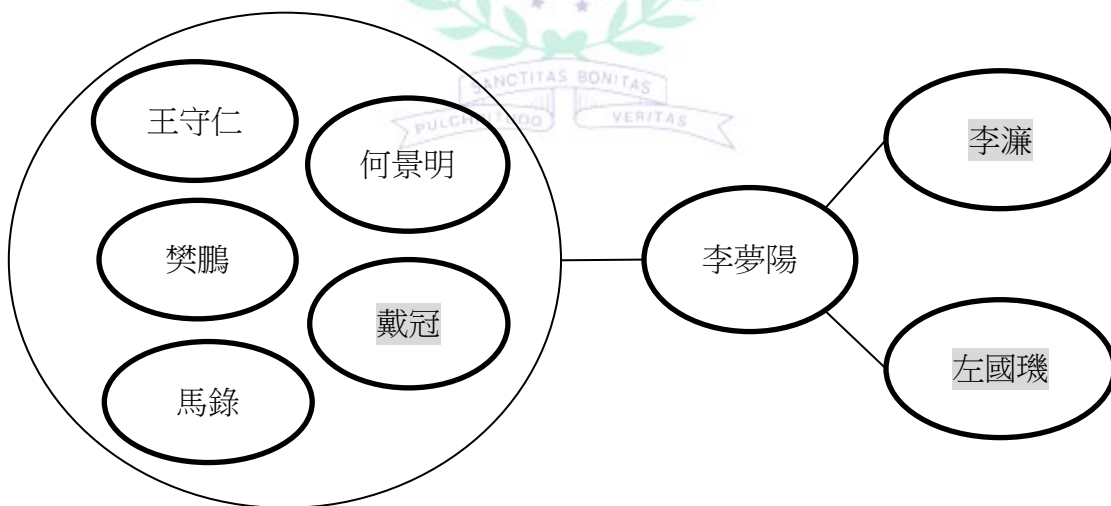 SANCTITAS BONITAS
VERITAS
王守仁
何景明
樊鵬
戴冠
馬錄
李夢陽
李濂
左國璣